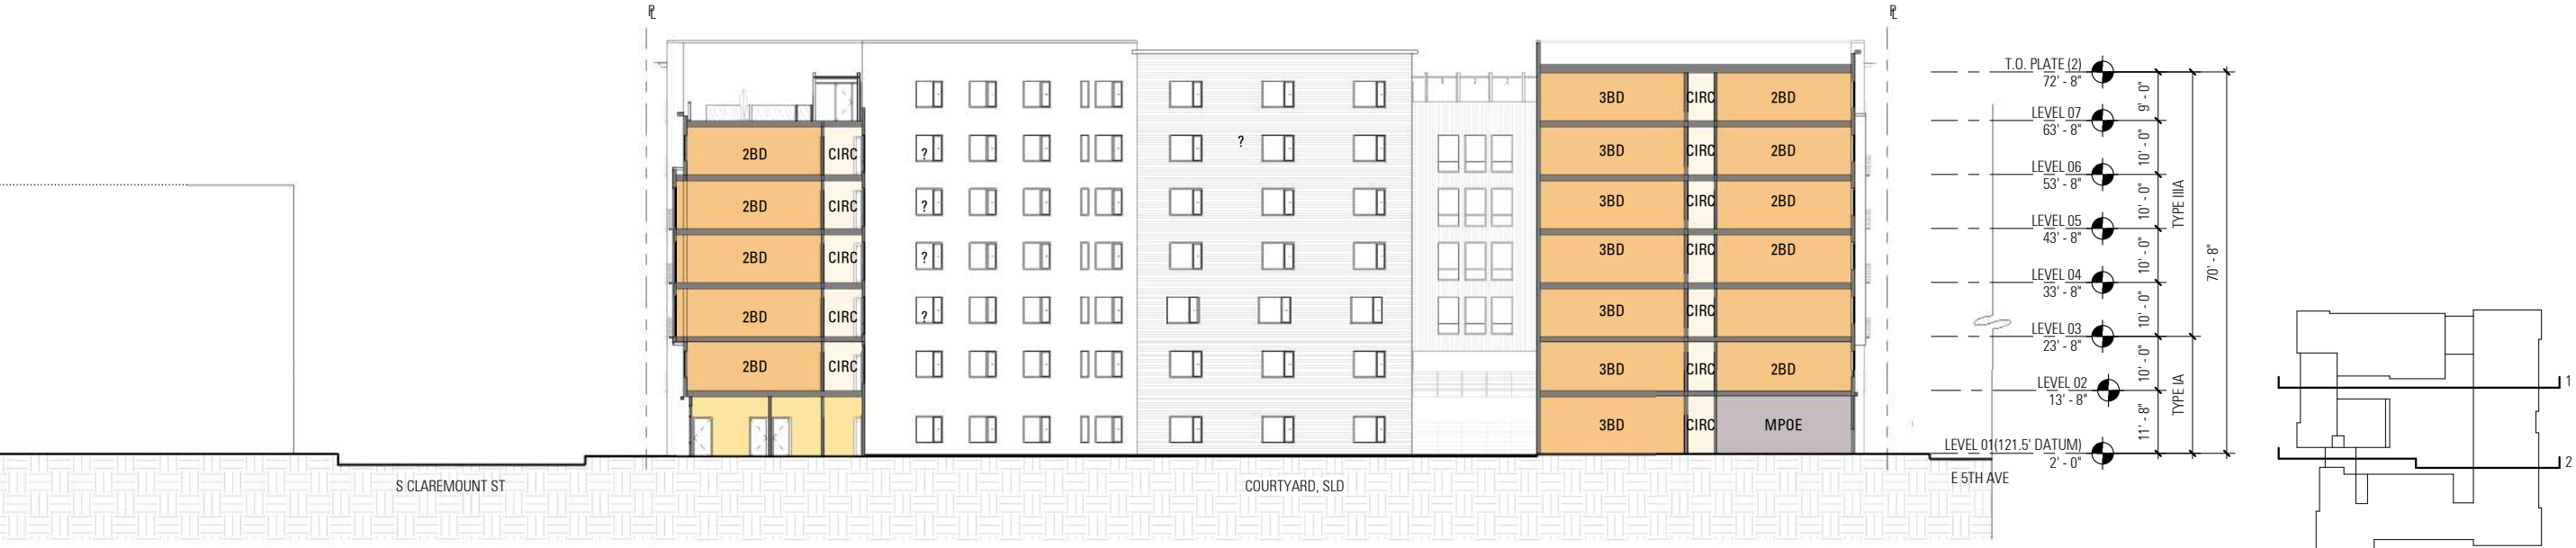 PL
PL
T.O. PLATE (2)
72' - 8"
9' - 0"
3BD
CIRC
2BD
LEVEL 07
63' - 8"
2BD
CIRC
?
?
3BD
CIRC
2BD
10' - 0"
LEVEL 06
53' - 8"
2BD
CIRC
?
3BD
CIRC
2BD
10' - 0"
TYPE IIIA
LEVEL 05
43' - 8"
2BD
CIRC
?
3BD
CIRC
2BD
10' - 0"
70' - 8"
LEVEL 04
33' - 8"
2BD
CIRC
?
3BD
CIRC
10' - 0"
LEVEL 03
23' - 8"
2BD
CIRC
3BD
CIRC
2BD
10' - 0"
TYPE IA
LEVEL 02
13' - 8"
3BD
CIRC
MPOE
11' - 8"
LEVEL 01(121.5' DATUM)
2' - 0"
S CLAREMOUNT ST
COURTYARD, SLD
E 5TH AVE
1
2